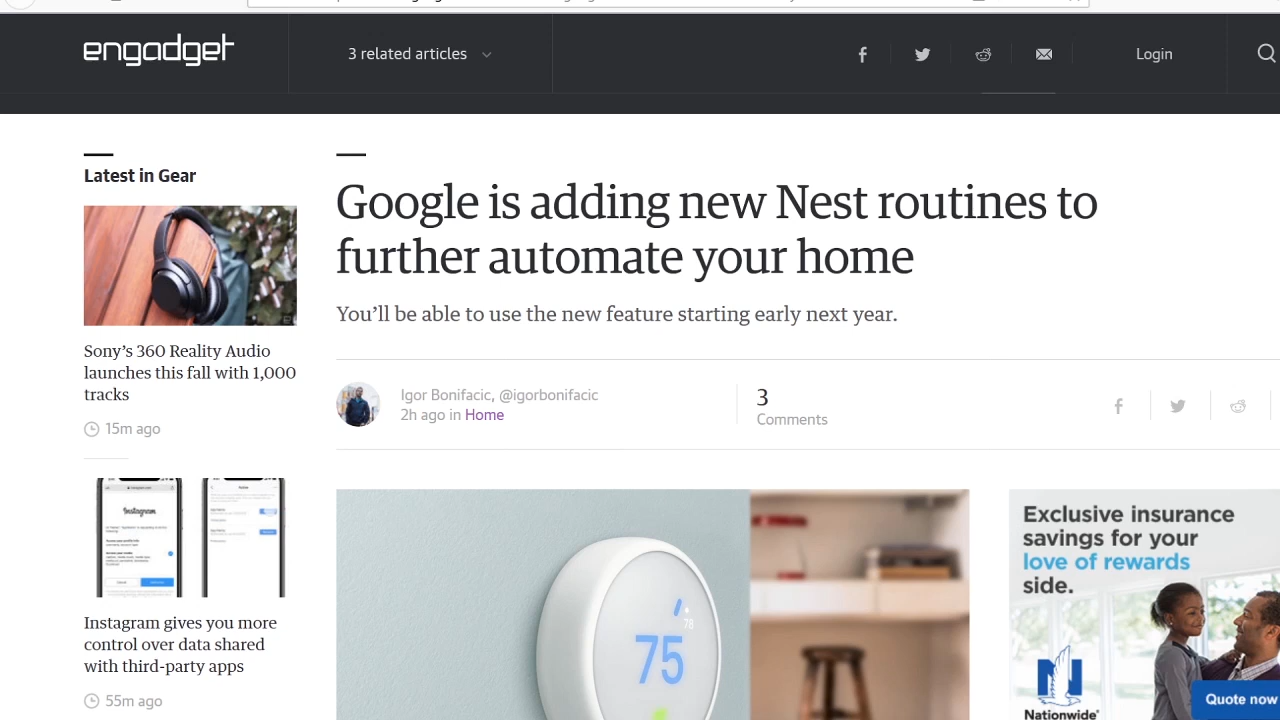 engadget
3 related articles
Login
Latest in Gear
Sony's 360 Reality Audio
launches this fall with 1,000
tracks
15m ago
Instagram
Instagram gives you more
control over data shared
with third-party apps
55m ago
Google is adding new Nest routines to
further automate your home
You'll be able to use the new feature starting early next year.
Igor Bonifacic, @igorbonifacic
2h ago in Home
3
Comments
78
75
Exclusive insurance
savings for your
love of rewards
side.
Nationwide
Quote now